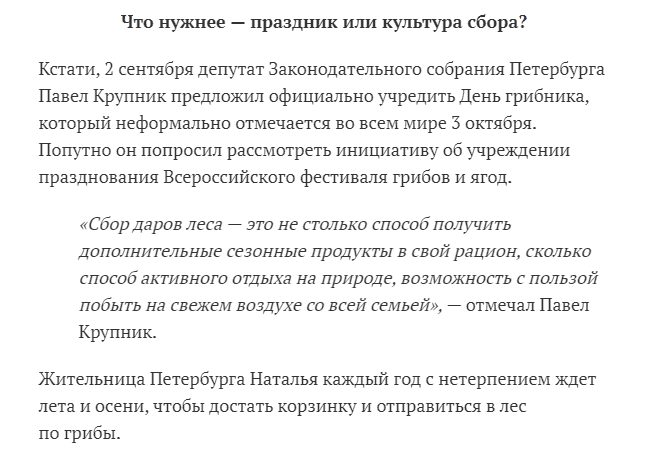 Что нужнее — праздник или культура сбора?
Кстати, 2 сентября депутат Законодательного собрания Петербурга
Павел Крупник предложил официально учредить День грибника,
который неформально отмечается во всем мире 3 октября.
Попутно он попросил рассмотреть инициативу об учреждении
празднования Всероссийского фестиваля грибов и ягод.
«Сбор даров леса — это не столько способ получить
дополнительные сезонные продукты в свой рацион, сколько
способ активного отдыха на природе, возможность с пользой
побыть на свежем воздухе со всей семьей», — отмечал Павел
Крупник.
Жительница Петербурга Наталья каждый год с нетерпением ждет
лета и осени, чтобы достать корзинку и отправиться в лес
по грибы.